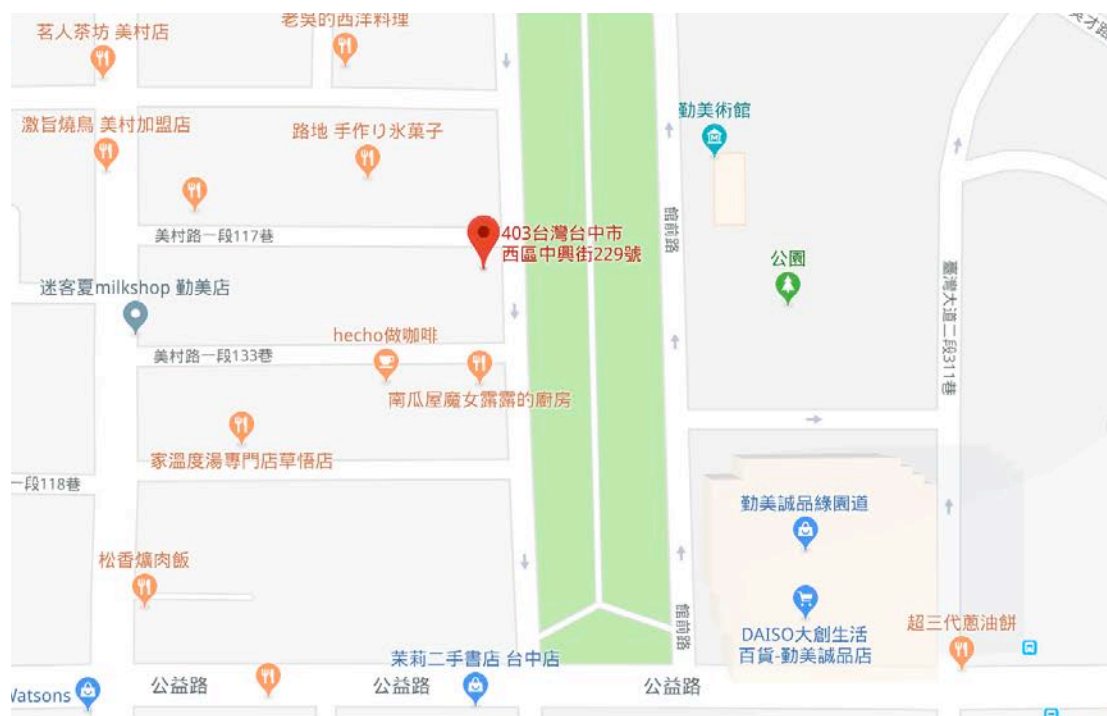 老吳的西洋料理
茗人茶坊 美村店
英才路
勤美術館
激旨燒鳥 美村加盟店
路地 手作り氷菓子
館前路
美村路一段117巷
403台灣台中市
西區中興街229號
公園
迷客夏milkshop 勤美店
臺灣大道二段311巷
hecho做咖啡
美村路一段133巷
南瓜屋魔女露露的廚房
家溫度湯專門店草悟店
一段118巷
勤美誠品綠園道
松香爌肉飯
館前路
超三代蔥油餅
DAISO大創生活
百貨-勤美誠品店
茉莉二手書店 台中店
公益路
公益路
公益路
Watsons